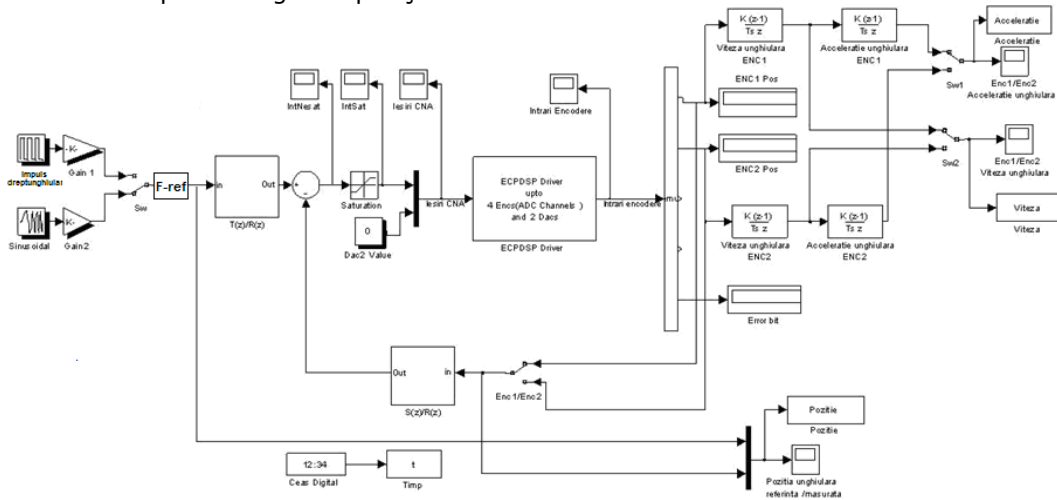 K (z-1)
Ts z
Viteza unghiulara
ENC1
K (z-1)
Ts z
Acceleratie unghiulara
ENC1
Acceleratie
Acceleratie
Sw1
Enc1/Enc2
Acceleratie unghiulara
IntNesat
IntSat
Iesiri CNA
Intrari Encodere
ENC1 Pos
ENC2 Pos
Sw2
Enc1/Enc2
Viteza unghiulara
Impuls
dreptunghiular
-K-
Gain 1
Sw
F-ref
Sinusoidal
-K-
Gain2
in
Out
T(z)/R(z)
+
−
Saturation
0
Dac2 Value
Iesiri CNA
ECPDSP Driver
upto
4 Encs(ADC Channels )
and 2 Dacs
ECPDSP Driver
Intrari encodere
K (z-1)
Ts z
Viteza unghiulara
ENC2
K (z-1)
Ts z
Acceleratie unghiulara
ENC2
Viteza
Viteza
Error bit
Out
in
S(z)/R(z)
Enc1/Enc2
Pozitie
Pozitie
12:34
Ceas Digital
t
Timp
Pozitia unghiulara
referinta /masurata